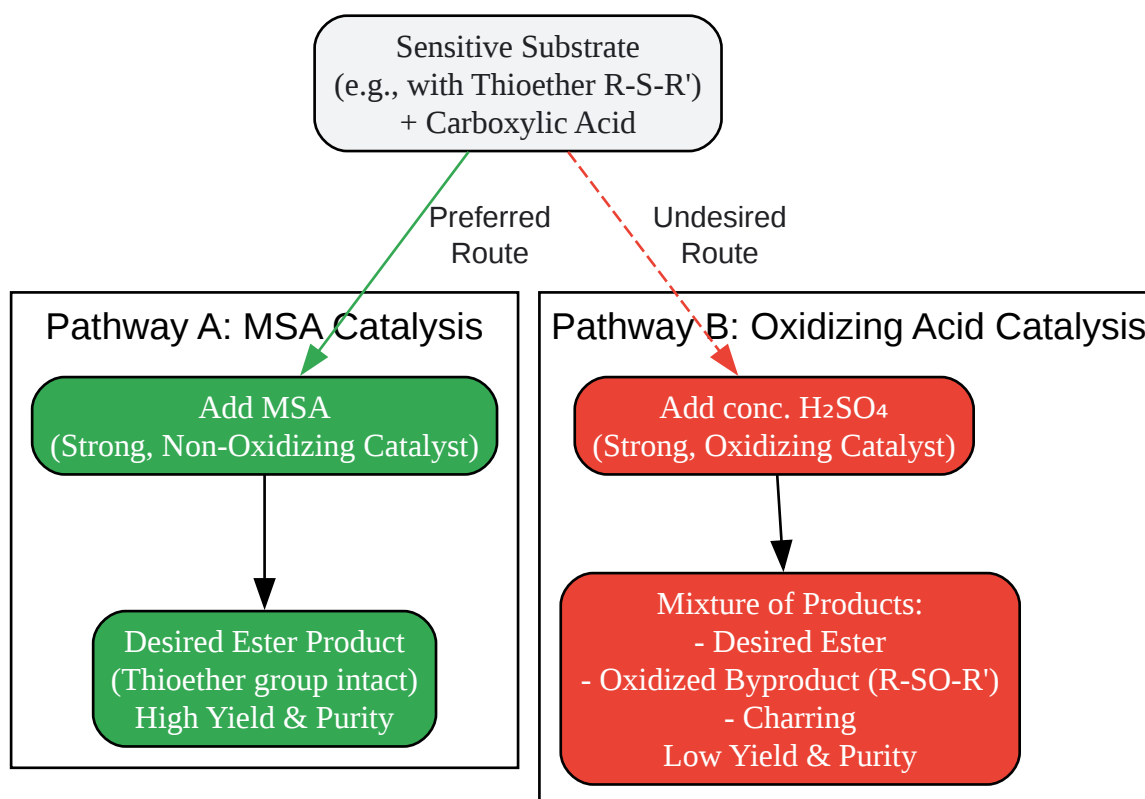 Sensitive Substrate
(e.g., with Thioether R-S-R')
+ Carboxylic Acid
Preferred
Route
Undesired
Route
Pathway A: MSA Catalysis
Add MSA
(Strong, Non-Oxidizing Catalyst)
Desired Ester Product
(Thioether group intact)
High Yield & Purity
Pathway B: Oxidizing Acid Catalysis
Add conc. H₂SO₄
(Strong, Oxidizing Catalyst)
Mixture of Products:
- Desired Ester
- Oxidized Byproduct (R-SO-R')
- Charring
Low Yield & Purity